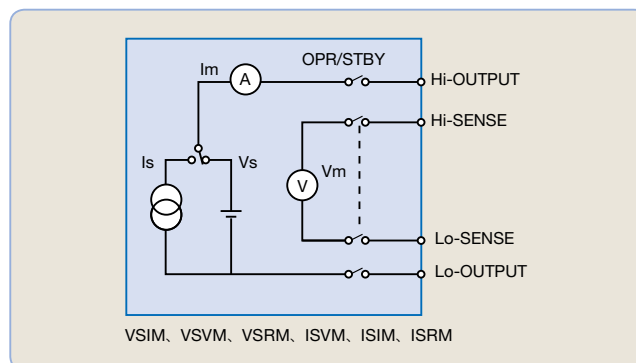 OPR/STBY
Im
A
Hi-OUTPUT
Hi-SENSE
Is
Vs
Vm
V
Lo-SENSE
Lo-OUTPUT
VSIM、VSVM、VSRM、ISVM、ISIM、ISRM